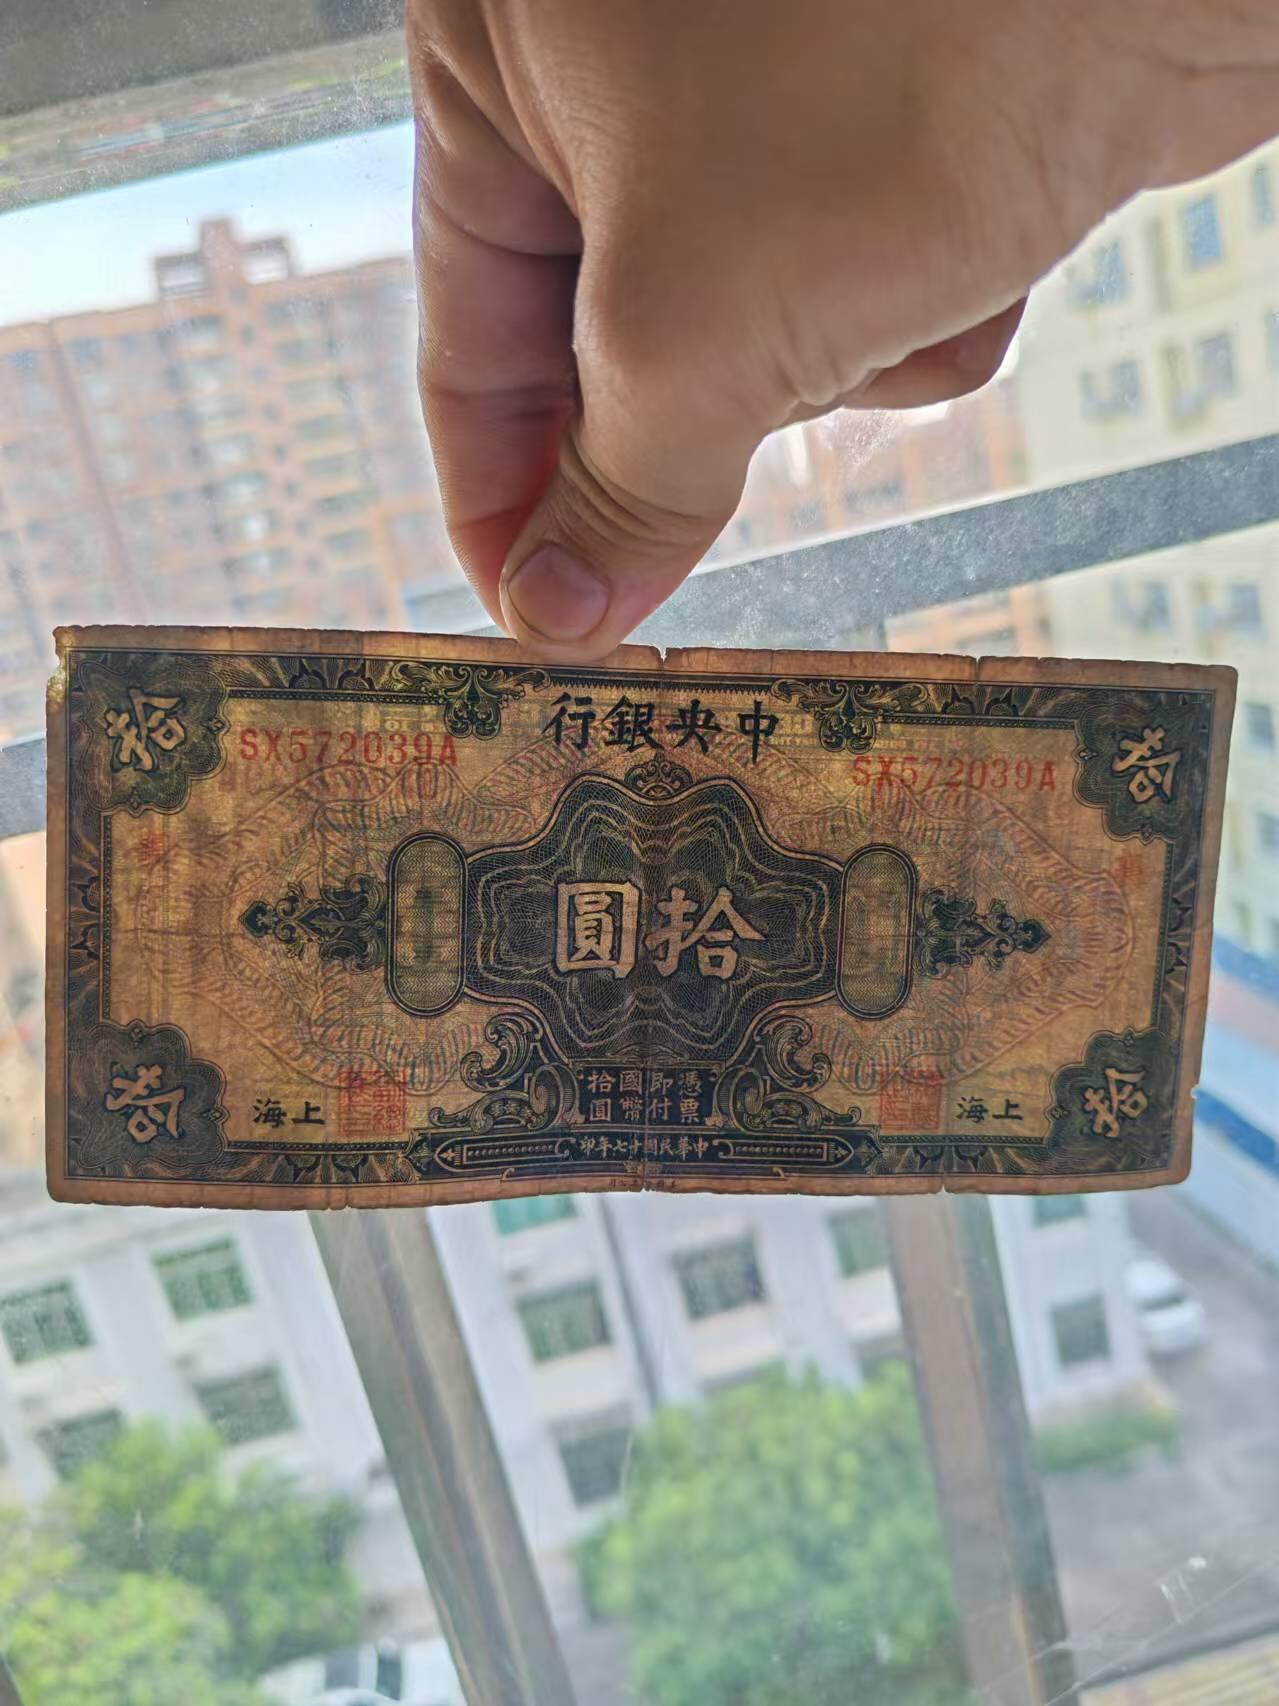 中央銀行
拾
拾
SX572039A
SX572039A
拾圓
憑票
即付
國幣
拾圓
上海
上海
拾
拾
中華民國十七年印